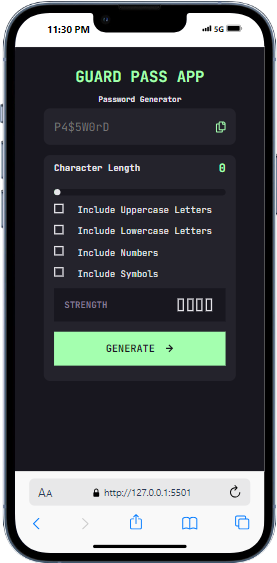 11:30 PM 5G
GUARD PASS APP
Password Generator
P4$5W0rD
Character Length 0
Include Uppercase Letters
Include Lowercase Letters
Include Numbers
Include Symbols
STRENGTH
GENERATE →
AA http://127.0.0.1:5501